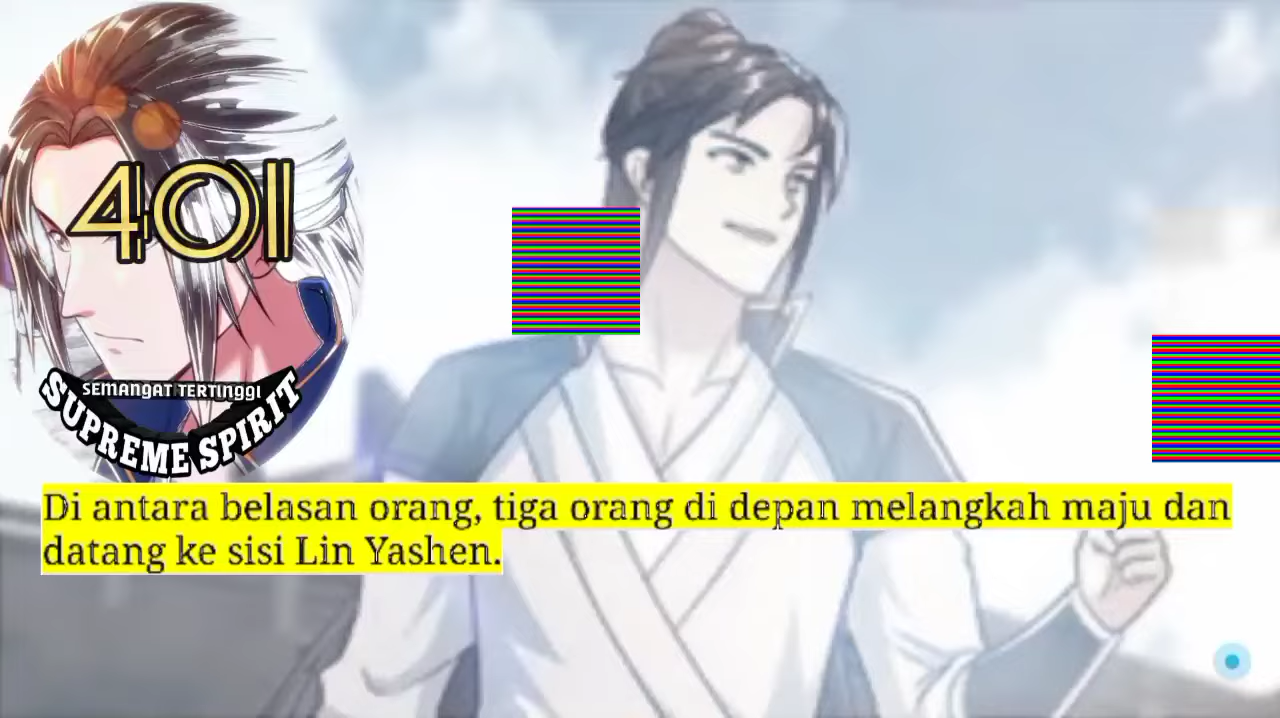 401
SEMANGAT TERTINGGI
SUPREME SPIRIT
Di antara belasan orang, tiga orang di depan melangkah maju dan
datang ke sisi Lin Yashen.